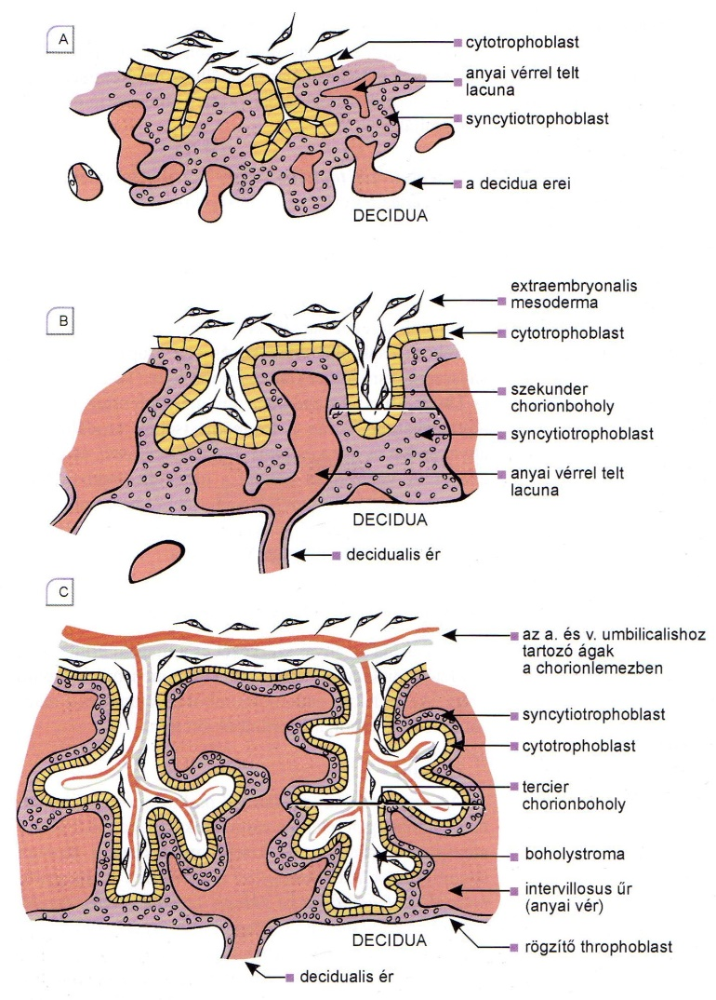 A
cytotrophoblast
anyai vérrel telt
lacuna
syncytiotrophoblast
a decidua erei
DECIDUA
B
extraembryonalis
mesoderma
cytotrophoblast
szekunder
chorionboholy
syncytiotrophoblast
anyai vérrel telt
lacuna
DECIDUA
decidualis ér
C
az a. és v. umbilicalishoz
tartozó ágak
a chorionlemezben
syncytiotrophoblast
cytotrophoblast
tercier
chorionboholy
boholystroma
intervillosus űr
(anyai vér)
DECIDUA
rögzítő throphoblast
decidualis ér